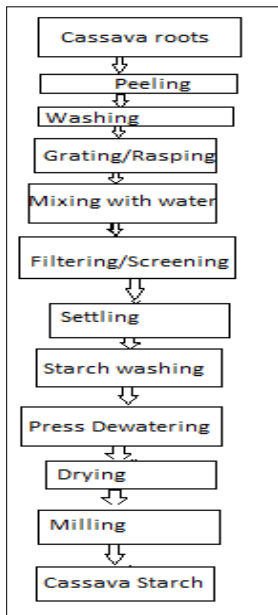 Cassava roots
Peeling
Washing
Grating/Rasping
Mixing with water
Filtering/Screening
Settling
Starch washing
Press Dewatering
Drying
Milling
Cassava Starch